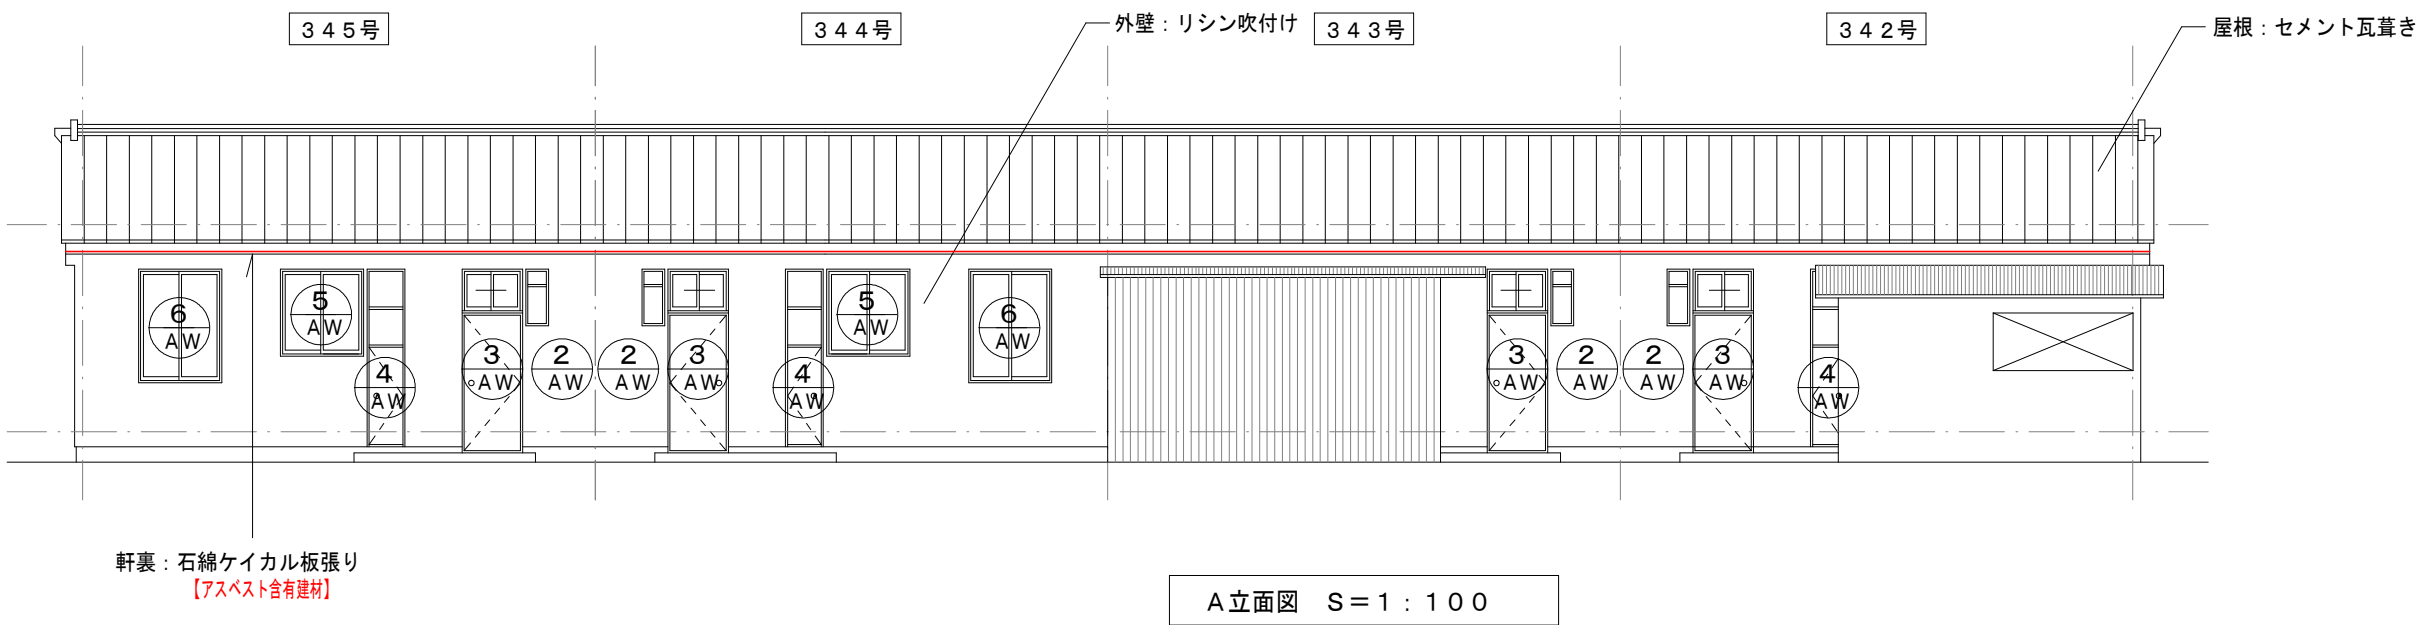 ３４５号
３４４号
外壁：リシン吹付け
３４３号
３４２号
屋根：セメント瓦葺き
6
AW
5
AW
4
AW
3
AW
2
AW
2
AW
3
AW
4
AW
5
AW
6
AW
3
AW
2
AW
2
AW
3
AW
4
AW
軒裏：石綿ケイカル板張り
【アスベスト含有建材】
Ａ立面図　Ｓ＝１：１００